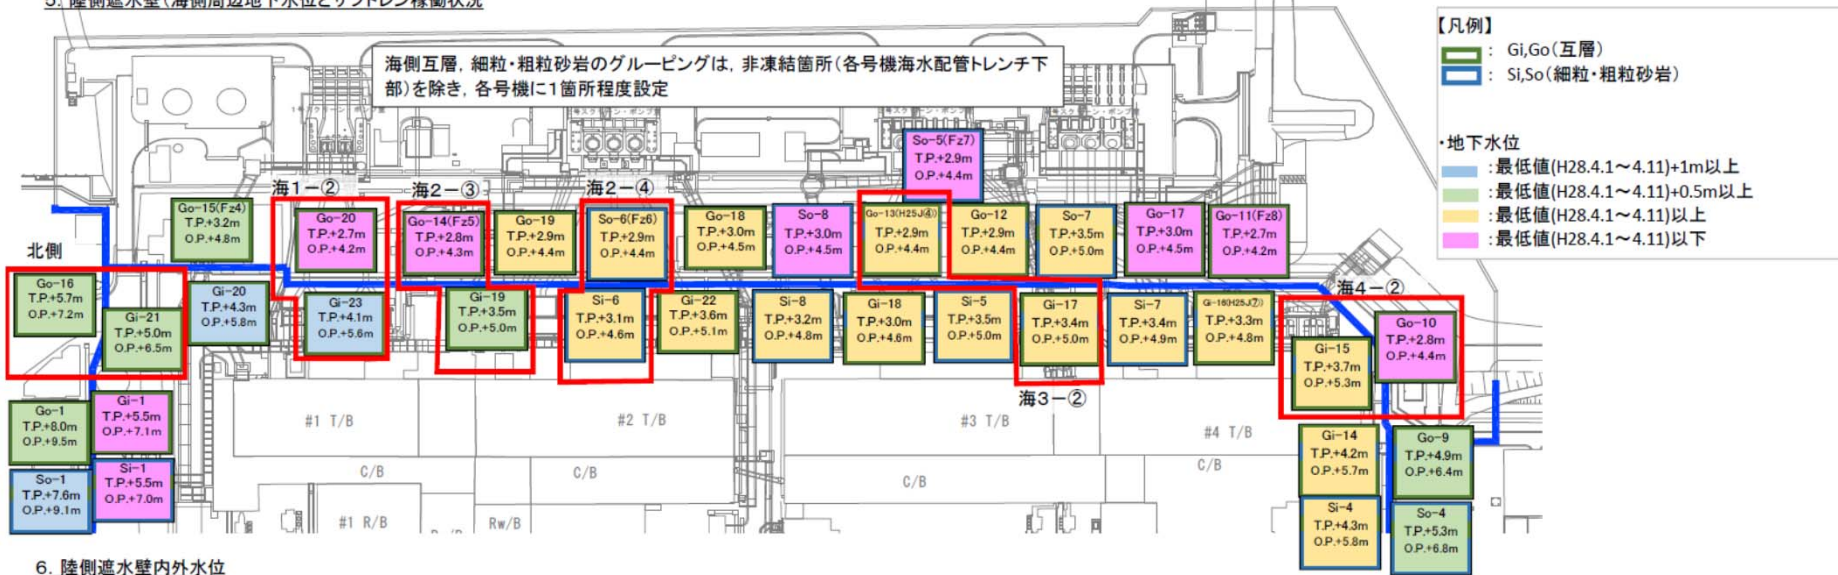 5. 陸側遮水壁(海側周辺地下水位とサブドレン稼働状況
海側互層,細粒・粗粒砂岩のグルーピングは,非凍結箇所(各号機海水配管トレンチ下
部)を除き,各号機に1箇所程度設定
【凡例】
: Gi,Go(互層)
: Si,So(細粒・粗粒砂岩)
・地下水位
:最低値(H28.4.1~4.11)+1m以上
:最低値(H28.4.1~4.11)+0.5m以上
:最低値(H28.4.1~4.11)以上
:最低値(H28.4.1~4.11)以下
So-5(Fz7)
T.P.+2.9m
O.P.+4.4m
海1-②
海2-③
海2-④
Go-15(Fz4)
T.P.+3.2m
O.P.+4.8m
Go-20
T.P.+2.7m
O.P.+4.2m
Go-14(Fz5)
T.P.+2.8m
O.P.+4.3m
Go-19
T.P.+2.9m
O.P.+4.4m
So-6(Fz6)
T.P.+2.9m
O.P.+4.4m
Go-18
T.P.+3.0m
O.P.+4.5m
So-8
T.P.+3.0m
O.P.+4.5m
Go-13(H25J④)
T.P.+2.9m
O.P.+4.4m
Go-12
T.P.+2.9m
O.P.+4.4m
So-7
T.P.+3.5m
O.P.+5.0m
Go-17
T.P.+3.0m
O.P.+4.5m
Go-11(Fz8)
T.P.+2.7m
O.P.+4.2m
北側
Go-16
T.P.+5.7m
O.P.+7.2m
Gi-21
T.P.+5.0m
O.P.+6.5m
Gi-20
T.P.+4.3m
O.P.+5.8m
Gi-23
T.P.+4.1m
O.P.+5.6m
Gi-19
T.P.+3.5m
O.P.+5.0m
Si-6
T.P.+3.1m
O.P.+4.6m
Gi-22
T.P.+3.6m
O.P.+5.1m
Si-8
T.P.+3.2m
O.P.+4.8m
Gi-18
T.P.+3.0m
O.P.+4.6m
Si-5
T.P.+3.5m
O.P.+5.0m
Gi-17
T.P.+3.4m
O.P.+5.0m
Si-7
T.P.+3.4m
O.P.+4.9m
Gi-16(H25J⑦)
T.P.+3.3m
O.P.+4.8m
海4-②
Gi-15
T.P.+3.7m
O.P.+5.3m
Go-10
T.P.+2.8m
O.P.+4.4m
海3-②
Go-1
T.P.+8.0m
O.P.+9.5m
Gi-1
T.P.+5.5m
O.P.+7.1m
So-1
T.P.+7.6m
O.P.+9.1m
Si-1
T.P.+5.5m
O.P.+7.0m
#1 T/B
#2 T/B
#3 T/B
#4 T/B
C/B
C/B
C/B
C/B
#1 R/B
Rw/B
Gi-14
T.P.+4.2m
O.P.+5.7m
Go-9
T.P.+4.9m
O.P.+6.4m
Si-4
T.P.+4.3m
O.P.+5.8m
So-4
T.P.+5.3m
O.P.+6.8m
6. 陸側遮水壁内外水位